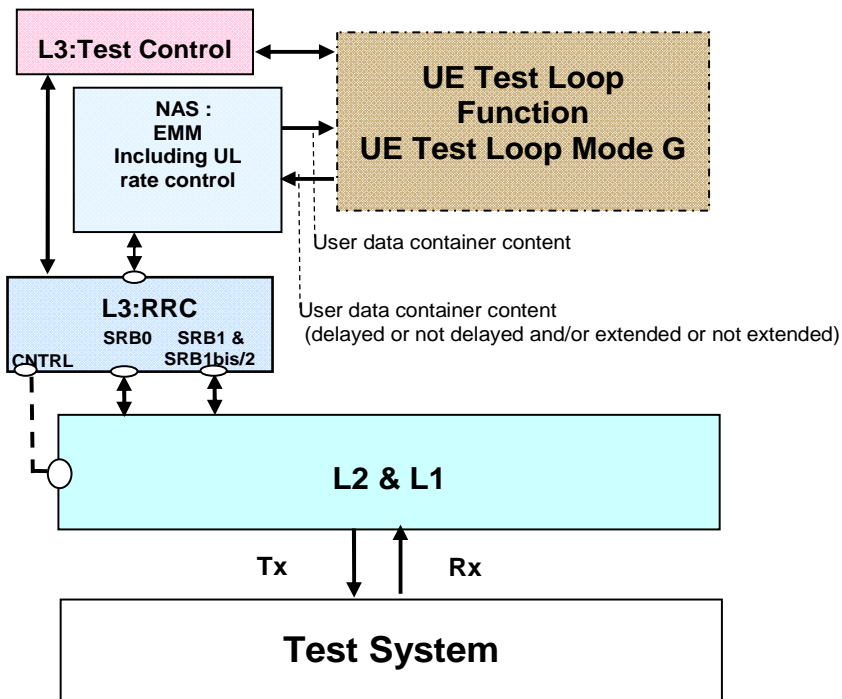 L3:Test Control
UE Test Loop
Function
UE Test Loop Mode G
NAS :
EMM
Including UL
rate control
User data container content
User data container content
(delayed or not delayed and/or extended or not extended)
L3:RRC
SRB0
SRB1 &
SRB1bis/2
CNTRL
L2 & L1
Tx
Rx
Test System